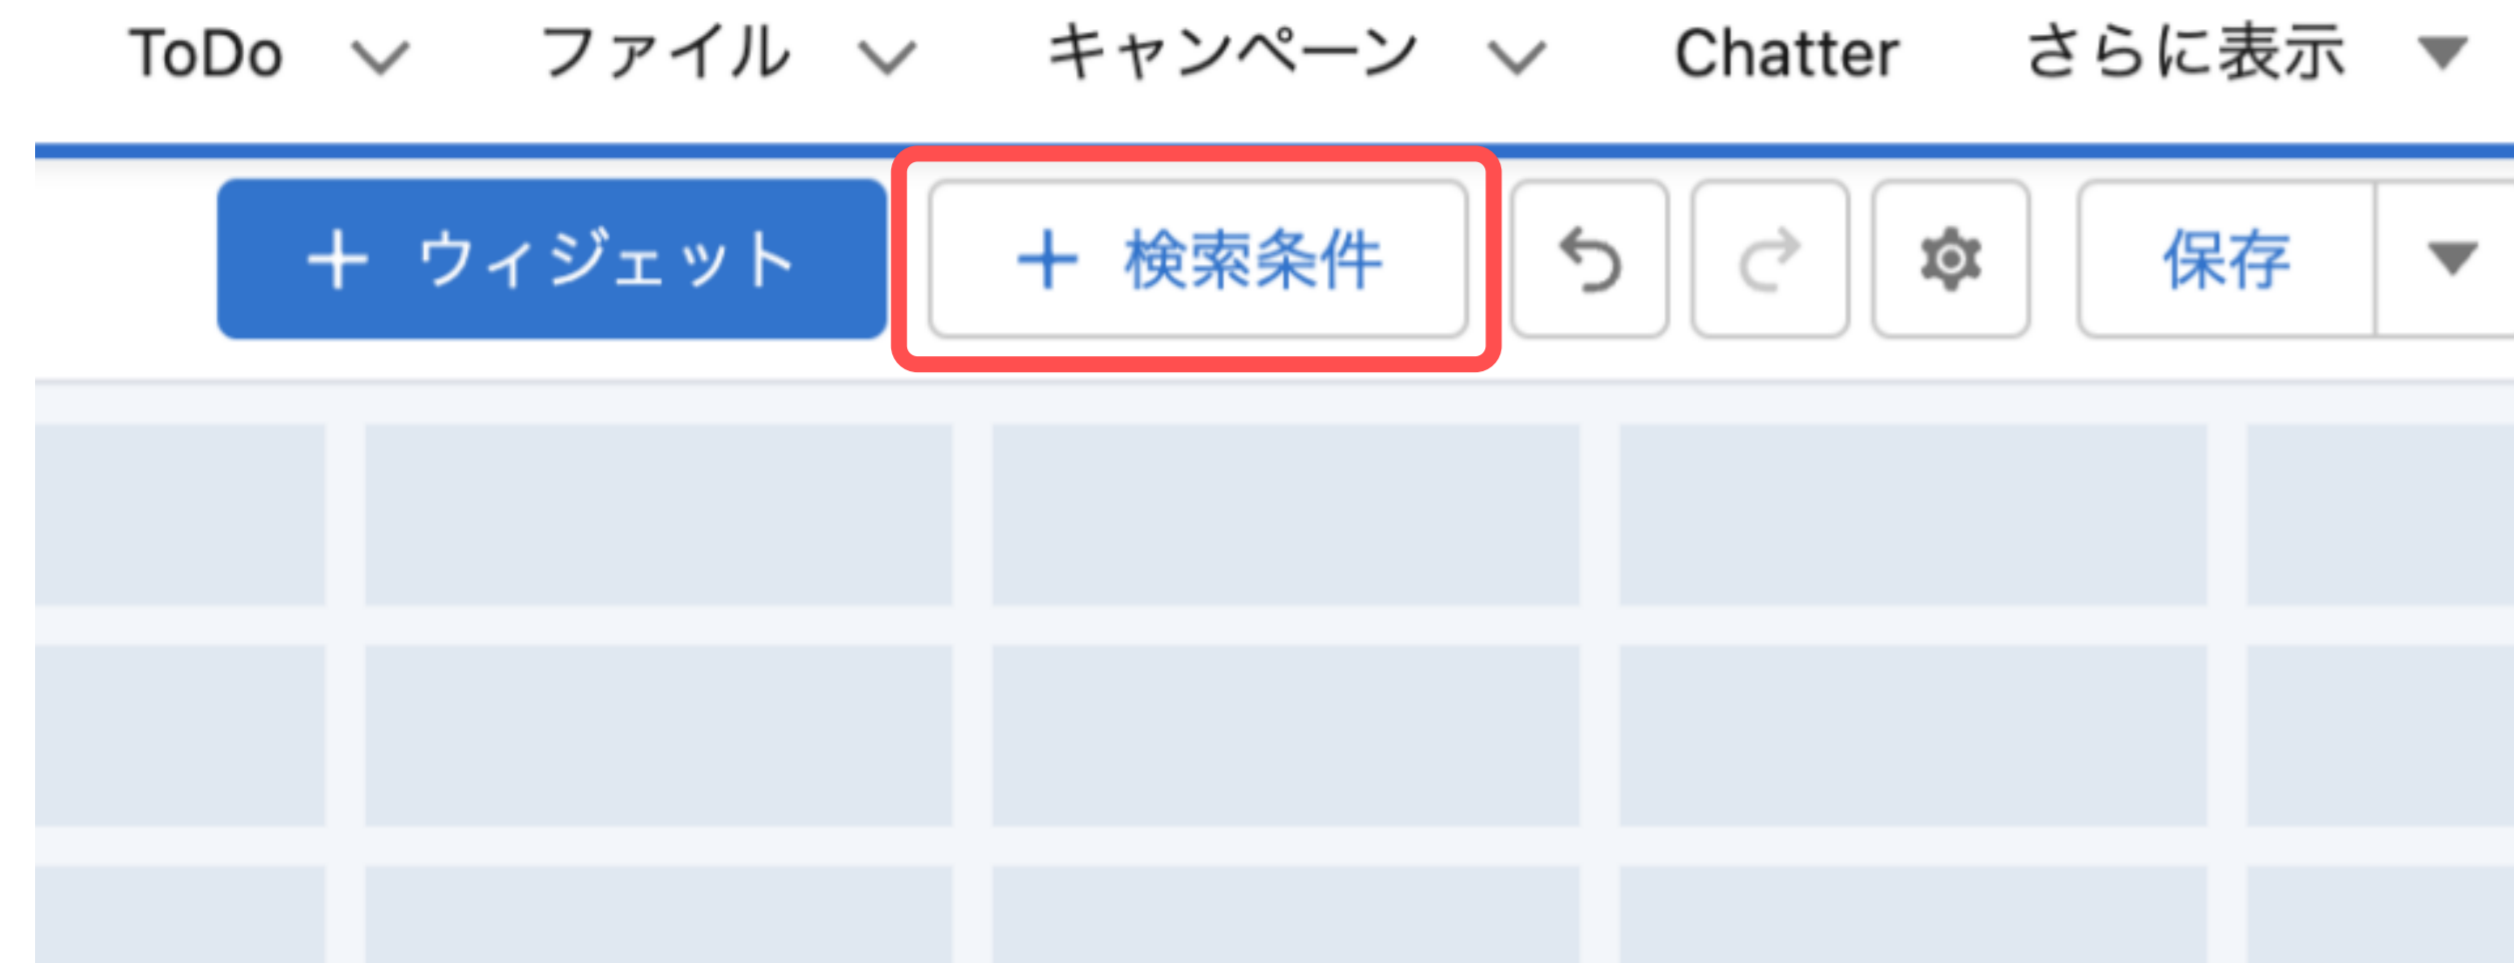 ToDo ファイル キャンペーン Chatter さらに表示
+ ウィジェット + 検索条件 保存